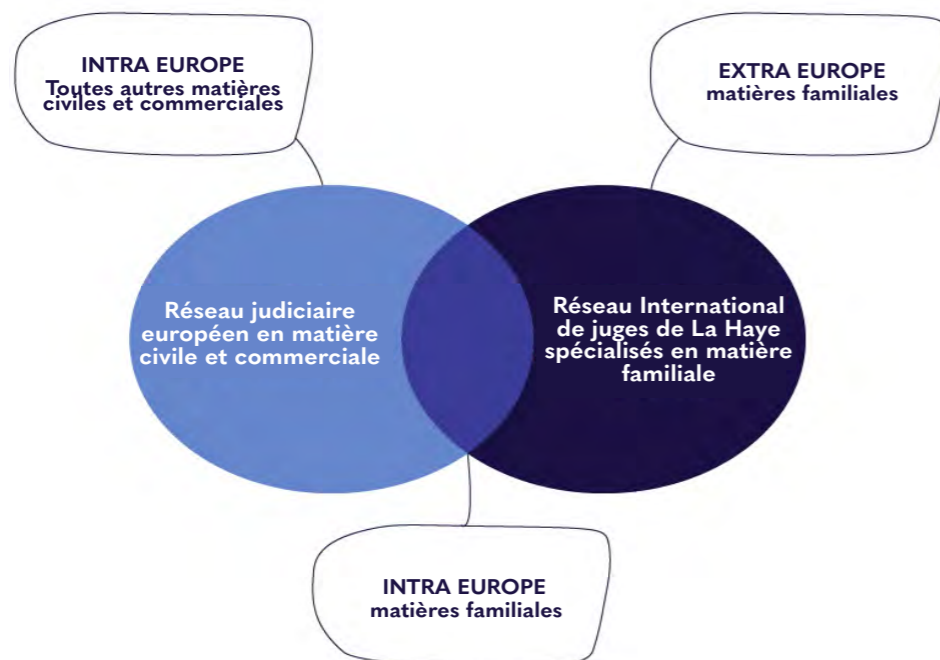 INTRA EUROPE
Toutes autres matières
civiles et commerciales
EXTRA EUROPE
matières familiales
Réseau judiciaire
européen en matière
civile et commerciale
Réseau International
de juges de La Haye
spécialisés en matière
familiale
INTRA EUROPE
matières familiales